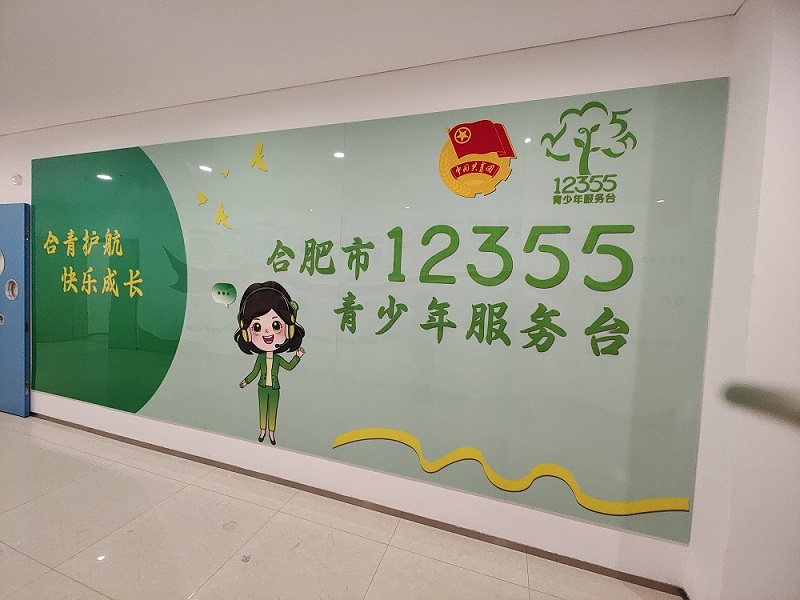 合青护航
快乐成长
中国共青团
5
12355
青少年服务台
合肥市12355
青少年服务台